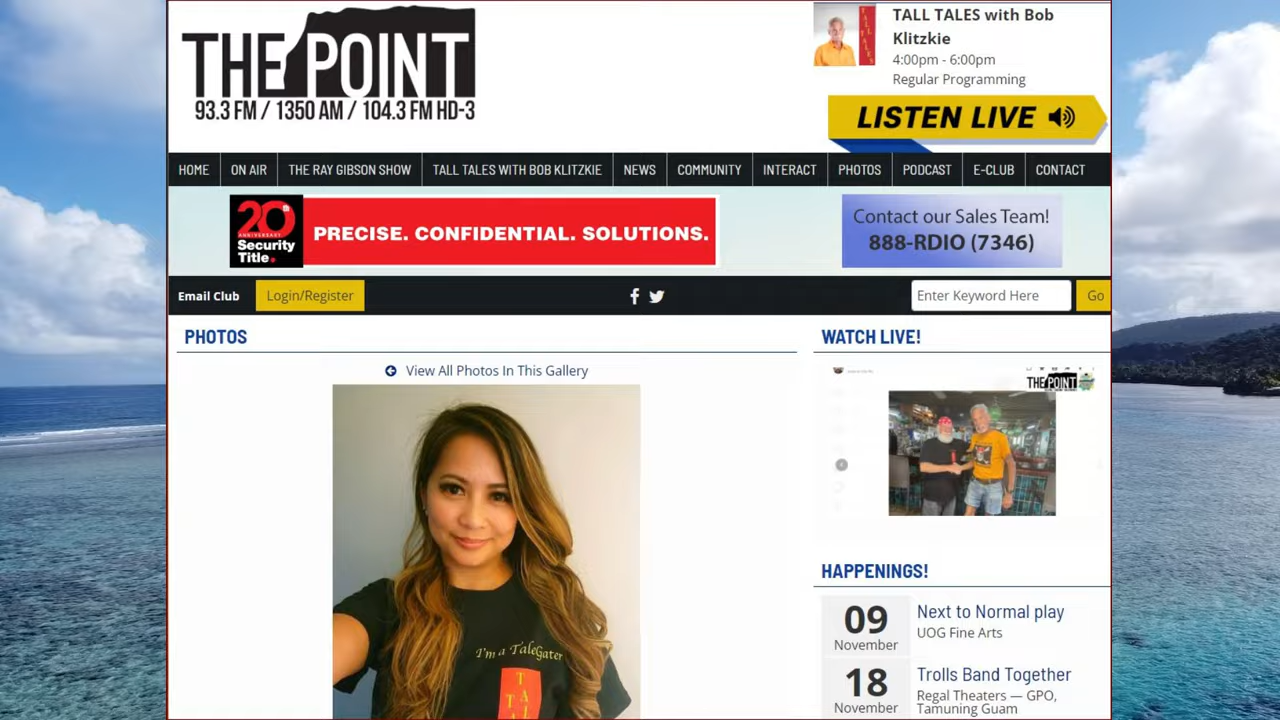 THE POINT
93.3 FM / 1350 AM / 104.3 FM HD-3
TALL TALES with Bob
Klitzkie
4:00pm - 6:00pm
Regular Programming
LISTEN LIVE
HOME
ON AIR
THE RAY GIBSON SHOW
TALL TALES WITH BOB KLITZKIE
NEWS
COMMUNITY
INTERACT
PHOTOS
PODCAST
E-CLUB
CONTACT
20th
ANNIVERSARY
Security
Title.
PRECISE. CONFIDENTIAL. SOLUTIONS.
Contact our Sales Team!
888-RDIO (7346)
Email Club
Login/Register
Enter Keyword Here
Go
PHOTOS
View All Photos In This Gallery
I'm a TaleGater
WATCH LIVE!
THE POINT
HAPPENINGS!
09
November
Next to Normal play
UOG Fine Arts
18
November
Trolls Band Together
Regal Theaters — GPO,
Tamuning Guam